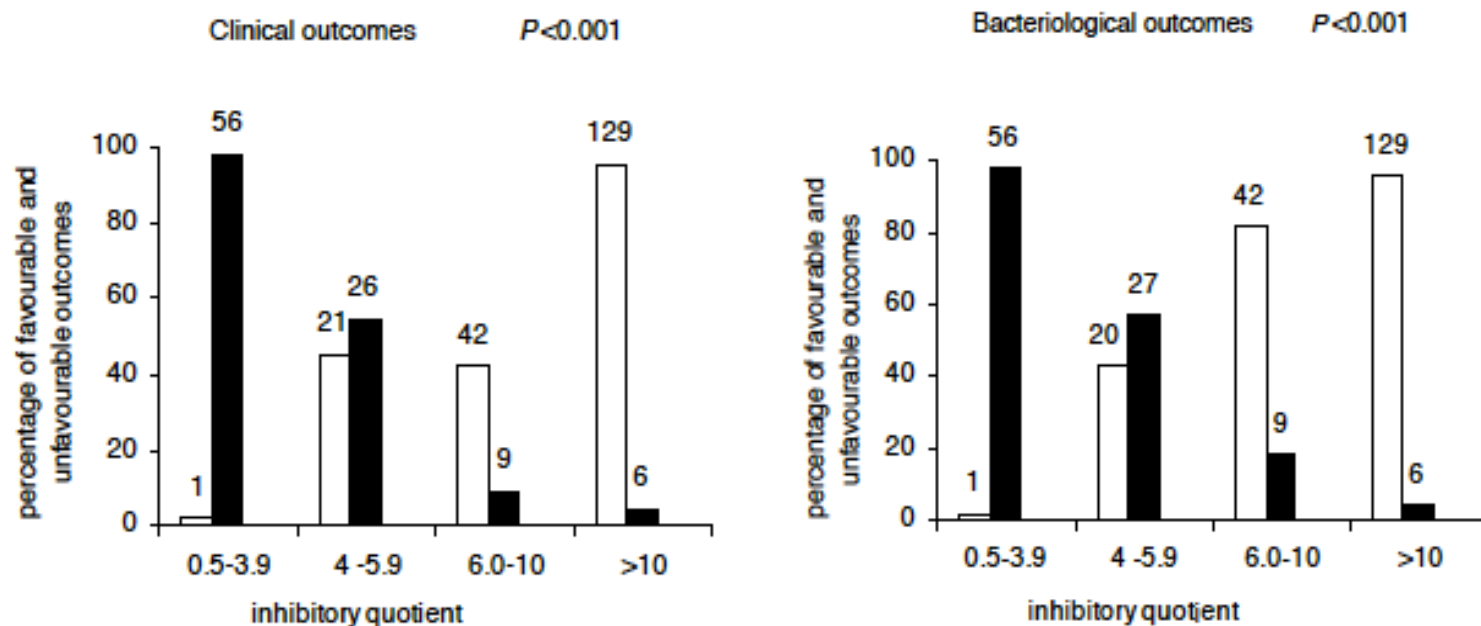 Clinical outcomes P<0.001
percentage of favourable and
unfavourable outcomes
100
80
60
40
20
0
56
1
21
26
42
9
129
6
0.5-3.9 4 -5.9 6.0-10 >10
inhibitory quotient
Bacteriological outcomes P<0.001
percentage of favourable and
unfavourable outcomes
100
80
60
40
20
0
56
1
20
27
42
9
129
6
0.5-3.9 4 -5.9 6.0-10 >10
inhibitory quotient